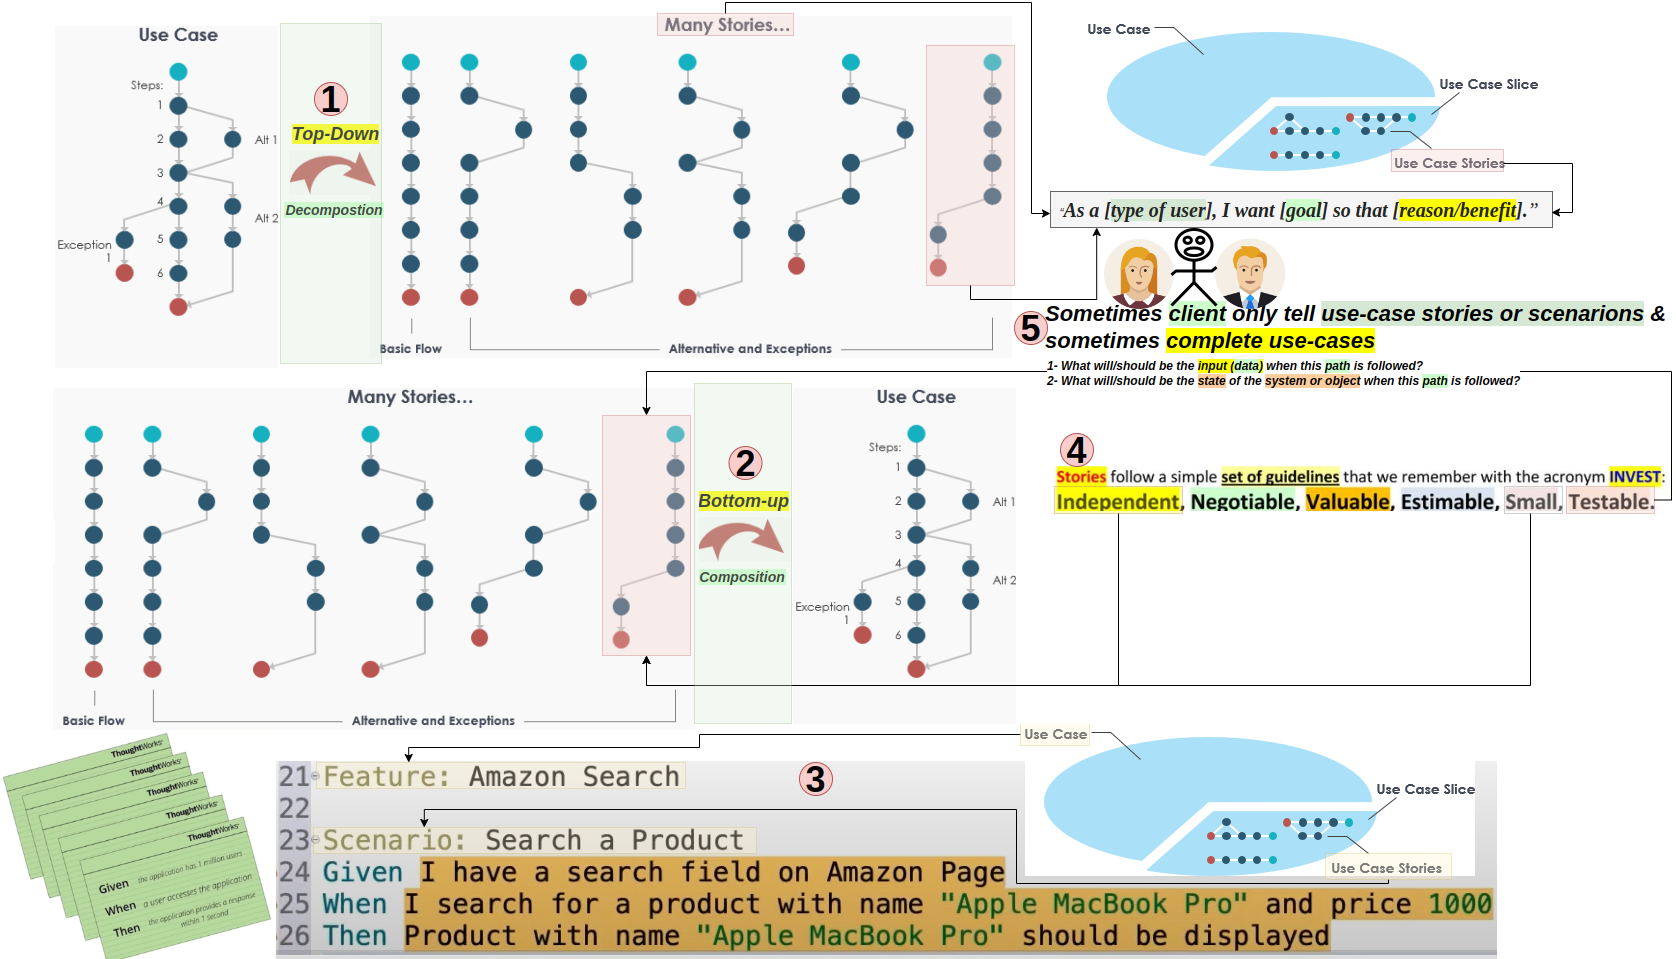 Use Case
Steps:
1
2
3
4
5
6
Alt 1
Alt 2
Exception
1
1
Top-Down
Decompostion
Many Stories...
Basic Flow
Alternative and Exceptions
Use Case
Use Case Slice
Use Case Stories
“As a [type of user], I want [goal] so that [reason/benefit].”
5
Sometimes client only tell use-case stories or scenarions &
sometimes complete use-cases
1- What will/should be the input (data) when this path is followed?
2- What will/should be the state of the system or object when this path is followed?
Many Stories...
Basic Flow
Alternative and Exceptions
2
Bottom-up
Composition
Use Case
Steps:
1
2
3
4
5
6
Alt 1
Alt 2
Exception
1
4
Stories follow a simple set of guidelines that we remember with the acronym INVEST:
Independent, Negotiable, Valuable, Estimable, Small, Testable.
ThoughtWorks
ThoughtWorks
ThoughtWorks
ThoughtWorks
ThoughtWorks
Given the application has 1 million users
When a user accesses the application
Then the application provides a response
within 1 second
3
21 Feature: Amazon Search
22
23 Scenario: Search a Product
24 Given I have a search field on Amazon Page
25 When I search for a product with name "Apple MacBook Pro" and price 1000
26 Then Product with name "Apple MacBook Pro" should be displayed
Use Case
Use Case Slice
Use Case Stories